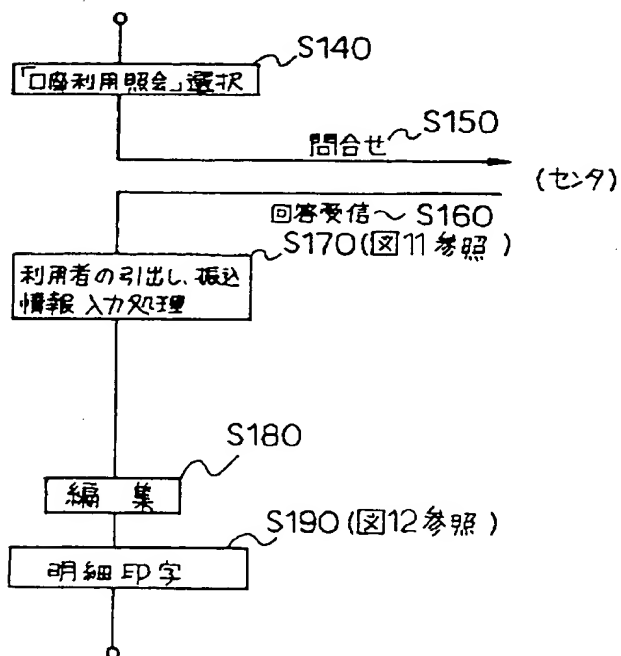 S140
「口座利用照会」選択
問合せ〜S150
(センタ)
回答受信〜S160
S170(図11参照)
利用者の引出し、振込
情報入力処理
S180
編集
S190(図12参照)
明細印字